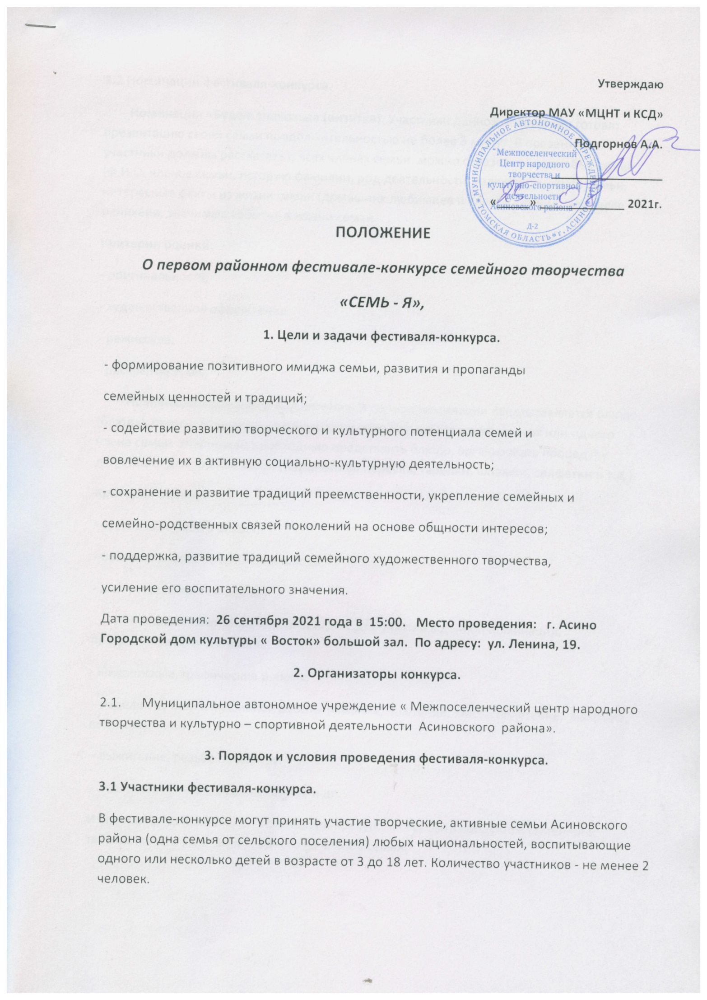 Утверждаю
Директор МАУ «МЦНТ и КСД»
Подгорнов А.А.
«25» 08 2021г.
МУНИЦИПАЛЬНОЕ АВТОНОМНОЕ УЧРЕЖДЕНИЕ
*ТОМСКАЯ ОБЛАСТЬ*г.АСИНО*
"Межпоселенческий
Центр народного
творчества и
культурно-спортивной
деятельности
Асиновского района"
Д-2
ПОЛОЖЕНИЕ
О первом районном фестивале-конкурсе семейного творчества
«СЕМЬ - Я»,
1. Цели и задачи фестиваля-конкурса.
- формирование позитивного имиджа семьи, развития и пропаганды
семейных ценностей и традиций;
- содействие развитию творческого и культурного потенциала семей и
вовлечение их в активную социально-культурную деятельность;
- сохранение и развитие традиций преемственности, укрепление семейных и
семейно-родственных связей поколений на основе общности интересов;
- поддержка, развитие традиций семейного художественного творчества,
усиление его воспитательного значения.
Дата проведения: 26 сентября 2021 года в 15:00. Место проведения: г. Асино
Городской дом культуры « Восток» большой зал. По адресу: ул. Ленина, 19.
2. Организаторы конкурса.
2.1. Муниципальное автономное учреждение « Межпоселенческий центр народного
творчества и культурно – спортивной деятельности Асиновского района».
3. Порядок и условия проведения фестиваля-конкурса.
3.1 Участники фестиваля-конкурса.
В фестивале-конкурсе могут принять участие творческие, активные семьи Асиновского
района (одна семья от сельского поселения) любых национальностей, воспитывающие
одного или несколько детей в возрасте от 3 до 18 лет. Количество участников - не менее 2
человек.